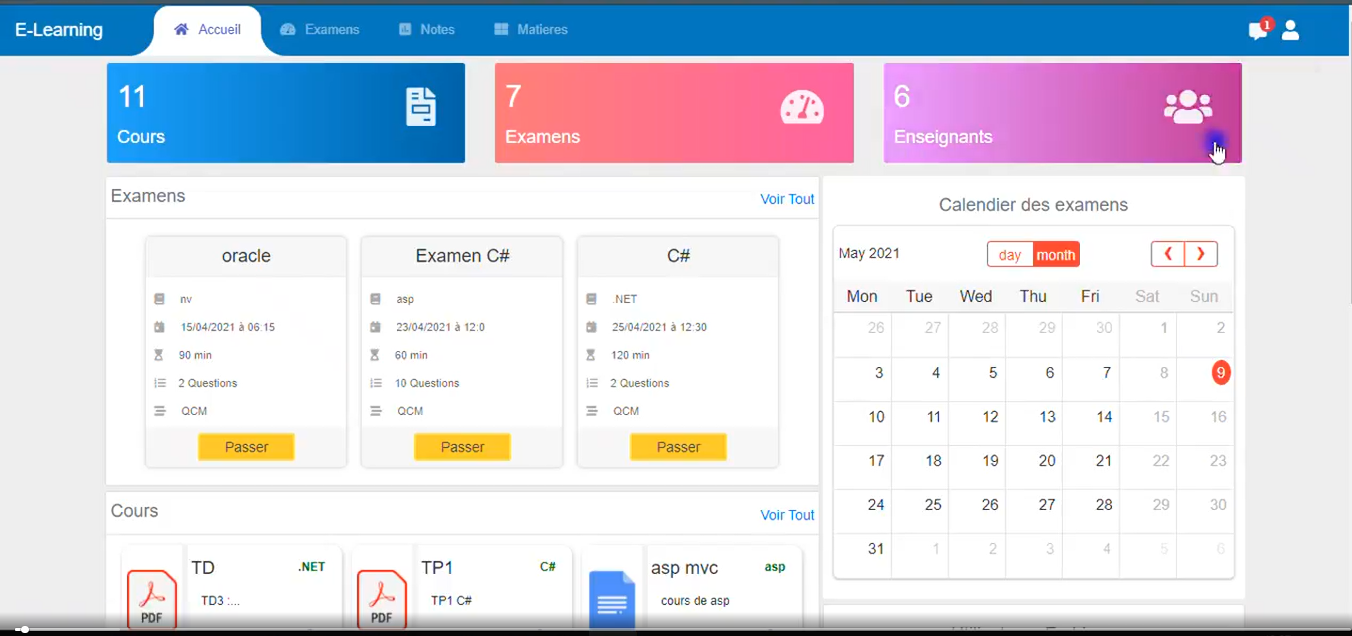 E-Learning Accueil Examens Notes Matieres 1
11
Cours
7
Examens
6
Enseignants
Examens Voir Tout
oracle
nv
15/04/2021 à 06:15
90 min
2 Questions
QCM
Passer
Examen C#
asp
23/04/2021 à 12:0
60 min
10 Questions
QCM
Passer
C#
.NET
25/04/2021 à 12:30
120 min
2 Questions
QCM
Passer
Calendier des examens
May 2021 day month
Mon Tue Wed Thu Fri Sat Sun
26 27 28 29 30 1 2
3 4 5 6 7 8 9
10 11 12 13 14 15 16
17 18 19 20 21 22 23
24 25 26 27 28 29 30
31 1 2 3 4 5 6
Cours Voir Tout
PDF
TD .NET
TD3 :...
PDF
TP1 C#
TP1 C#
asp mvc asp
cours de asp